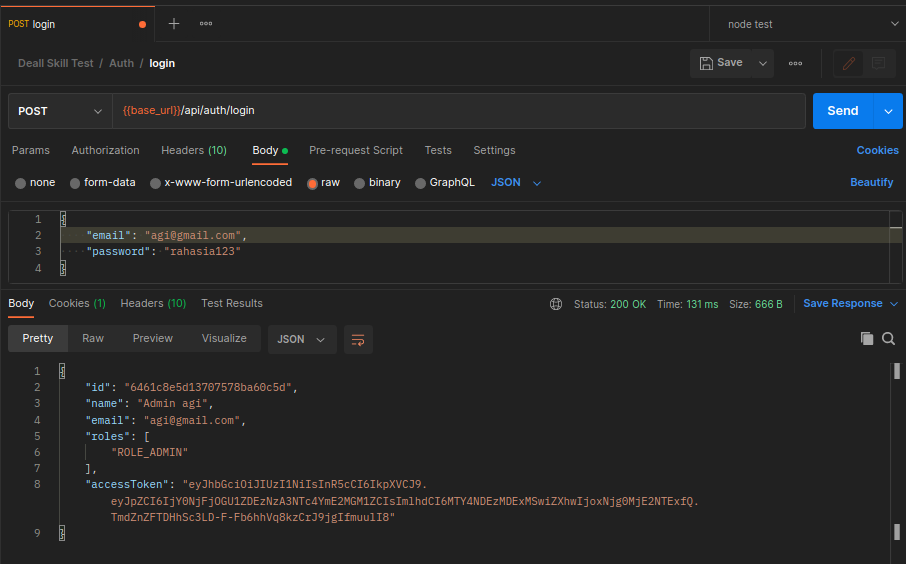 POST login
node test
Deall Skill Test / Auth / login
Save
POST
{{base_url}}/api/auth/login
Send
Params Authorization Headers (10) Body Pre-request Script Tests Settings Cookies
none form-data x-www-form-urlencoded raw binary GraphQL JSON Beautify
1 {
2 "email": "agi@gmail.com",
3 "password": "rahasia123"
4 }
Body Cookies (1) Headers (10) Test Results Status: 200 OK Time: 131 ms Size: 666 B Save Response
Pretty Raw Preview Visualize JSON
1 {
2 "id": "6461c8e5d13707578ba60c5d",
3 "name": "Admin agi",
4 "email": "agi@gmail.com",
5 "roles": [
6 "ROLE_ADMIN"
7 ],
8 "accessToken": "eyJhbGciOiJIUzI1NiIsInR5cCI6IkpXVCJ9.
eyJpZCI6IjY0NjFjOGU1ZDEzNzA3NTc4YmE2MGM1ZCIsImlhdCI6MTY4NDEzMDExMSwiZXhwIjoxNjg0MjE2NTExfQ.
TmdZnZFTDHhSc3LD-F-Fb6hhVq8kzCrJ9jgIfmuulI8"
9 }